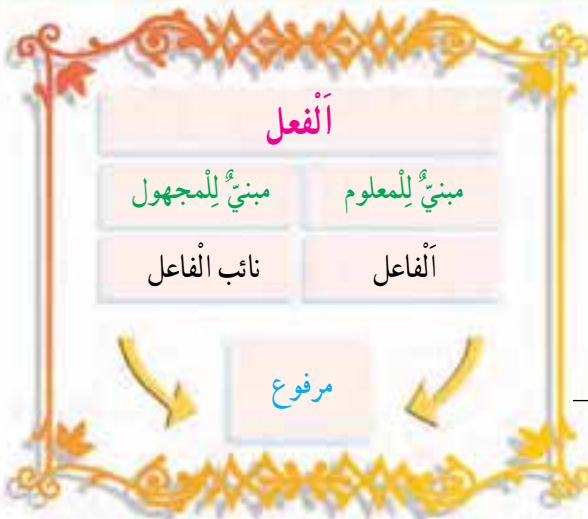 اَلْفعل
مبنيٌّ لِلْمعلوم مبنيٌّ لِلْمجهول
اَلْفاعل نائب الْفاعل
مرفوع